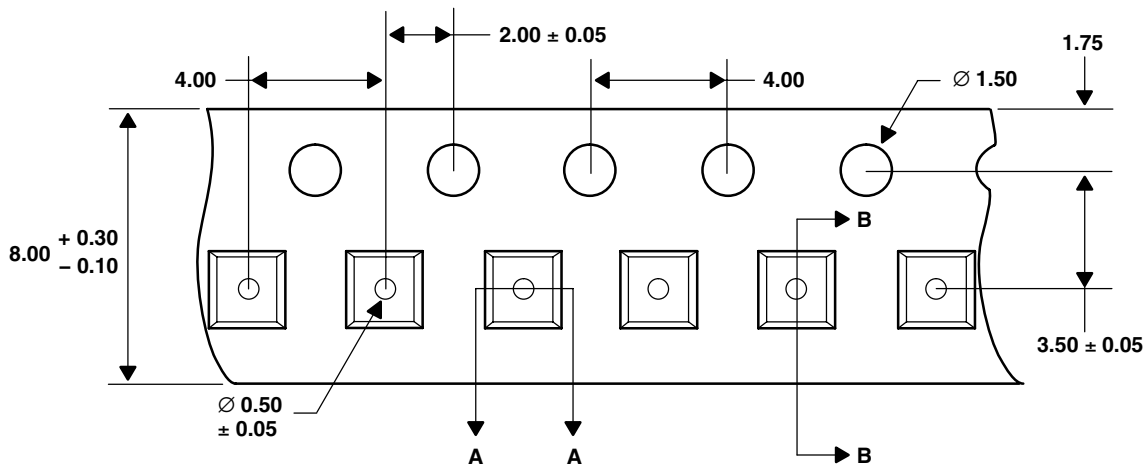 2.00 ± 0.05
1.75
4.00
4.00
Ø 1.50
8.00 + 0.30
– 0.10
B
3.50 ± 0.05
Ø 0.50
± 0.05
A
A
B